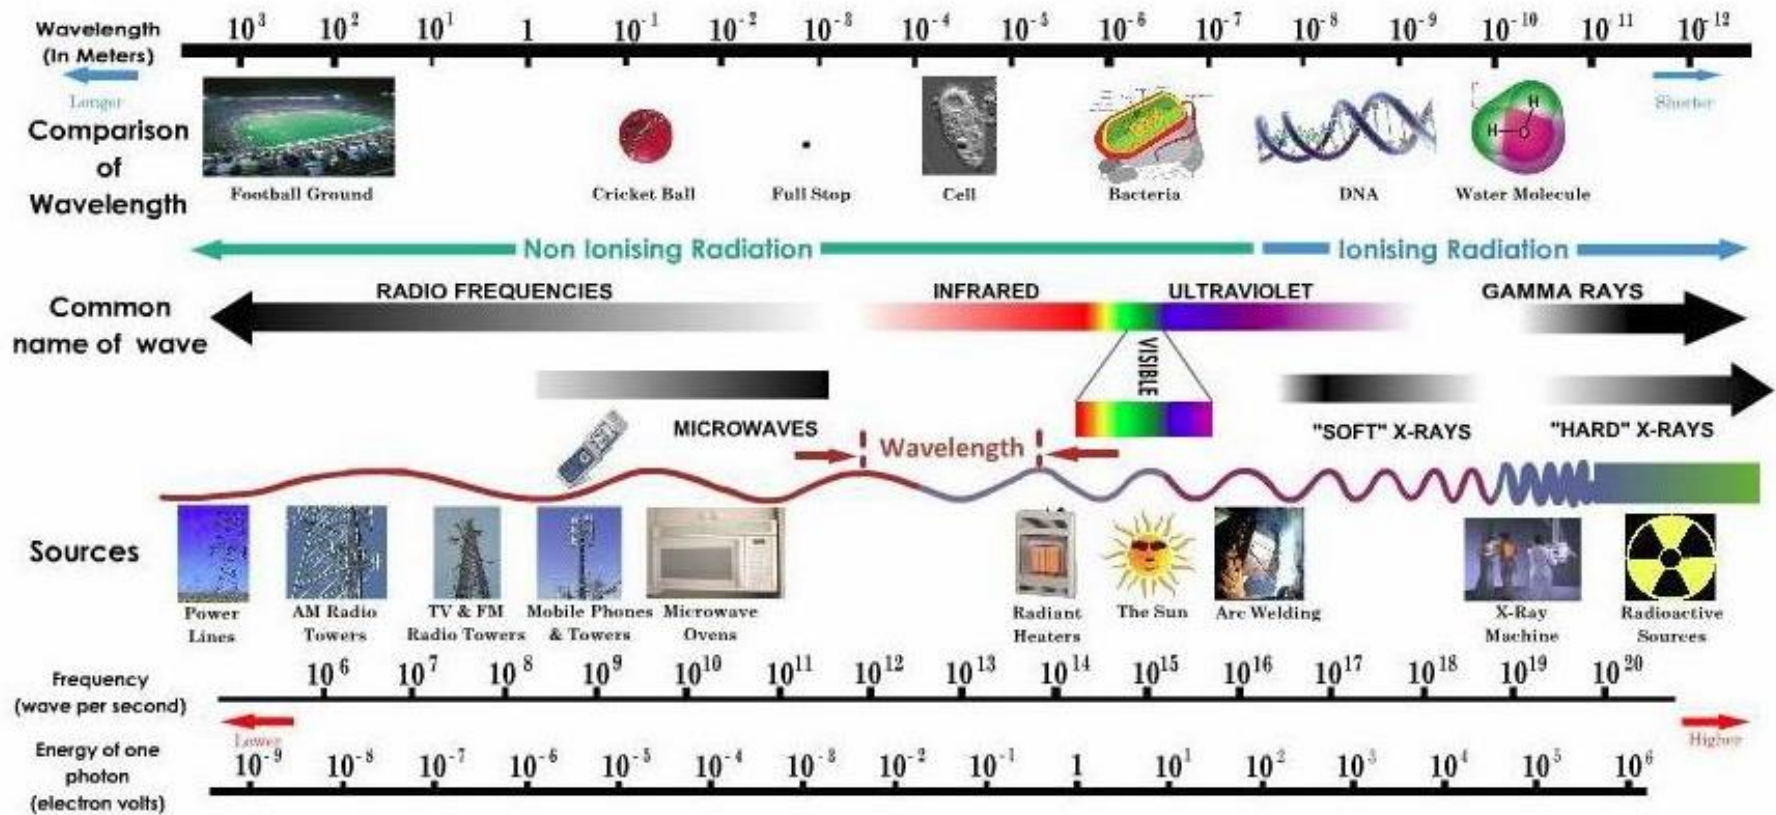 Wavelength
(In Meters)
10³ 10² 10¹ 1 10⁻¹ 10⁻² 10⁻³ 10⁻⁴ 10⁻⁵ 10⁻⁶ 10⁻⁷ 10⁻⁸ 10⁻⁹ 10⁻¹⁰ 10⁻¹¹ 10⁻¹²
Longer
Shorter
Comparison
of
Wavelength
H
H O
Football Ground Cricket Ball Full Stop Cell Bacteria DNA Water Molecule
Non Ionising Radiation Ionising Radiation
Common
name of wave
RADIO FREQUENCIES INFRARED ULTRAVIOLET GAMMA RAYS
VISIBLE
MICROWAVES "SOFT" X-RAYS "HARD" X-RAYS
Wavelength
Sources
Power
Lines
AM Radio
Towers
TV & FM
Radio Towers
Mobile Phones
& Towers
Microwave
Ovens
Radiant
Heaters
The Sun
Arc Welding
X-Ray
Machine
Radioactive
Sources
Frequency
(wave per second)
10⁶ 10⁷ 10⁸ 10⁹ 10¹⁰ 10¹¹ 10¹² 10¹³ 10¹⁴ 10¹⁵ 10¹⁶ 10¹⁷ 10¹⁸ 10¹⁹ 10²⁰
Lower
Higher
Energy of one
photon
(electron volts)
10⁻⁹ 10⁻⁸ 10⁻⁷ 10⁻⁶ 10⁻⁵ 10⁻⁴ 10⁻³ 10⁻² 10⁻¹ 1 10¹ 10² 10³ 10⁴ 10⁵ 10⁶